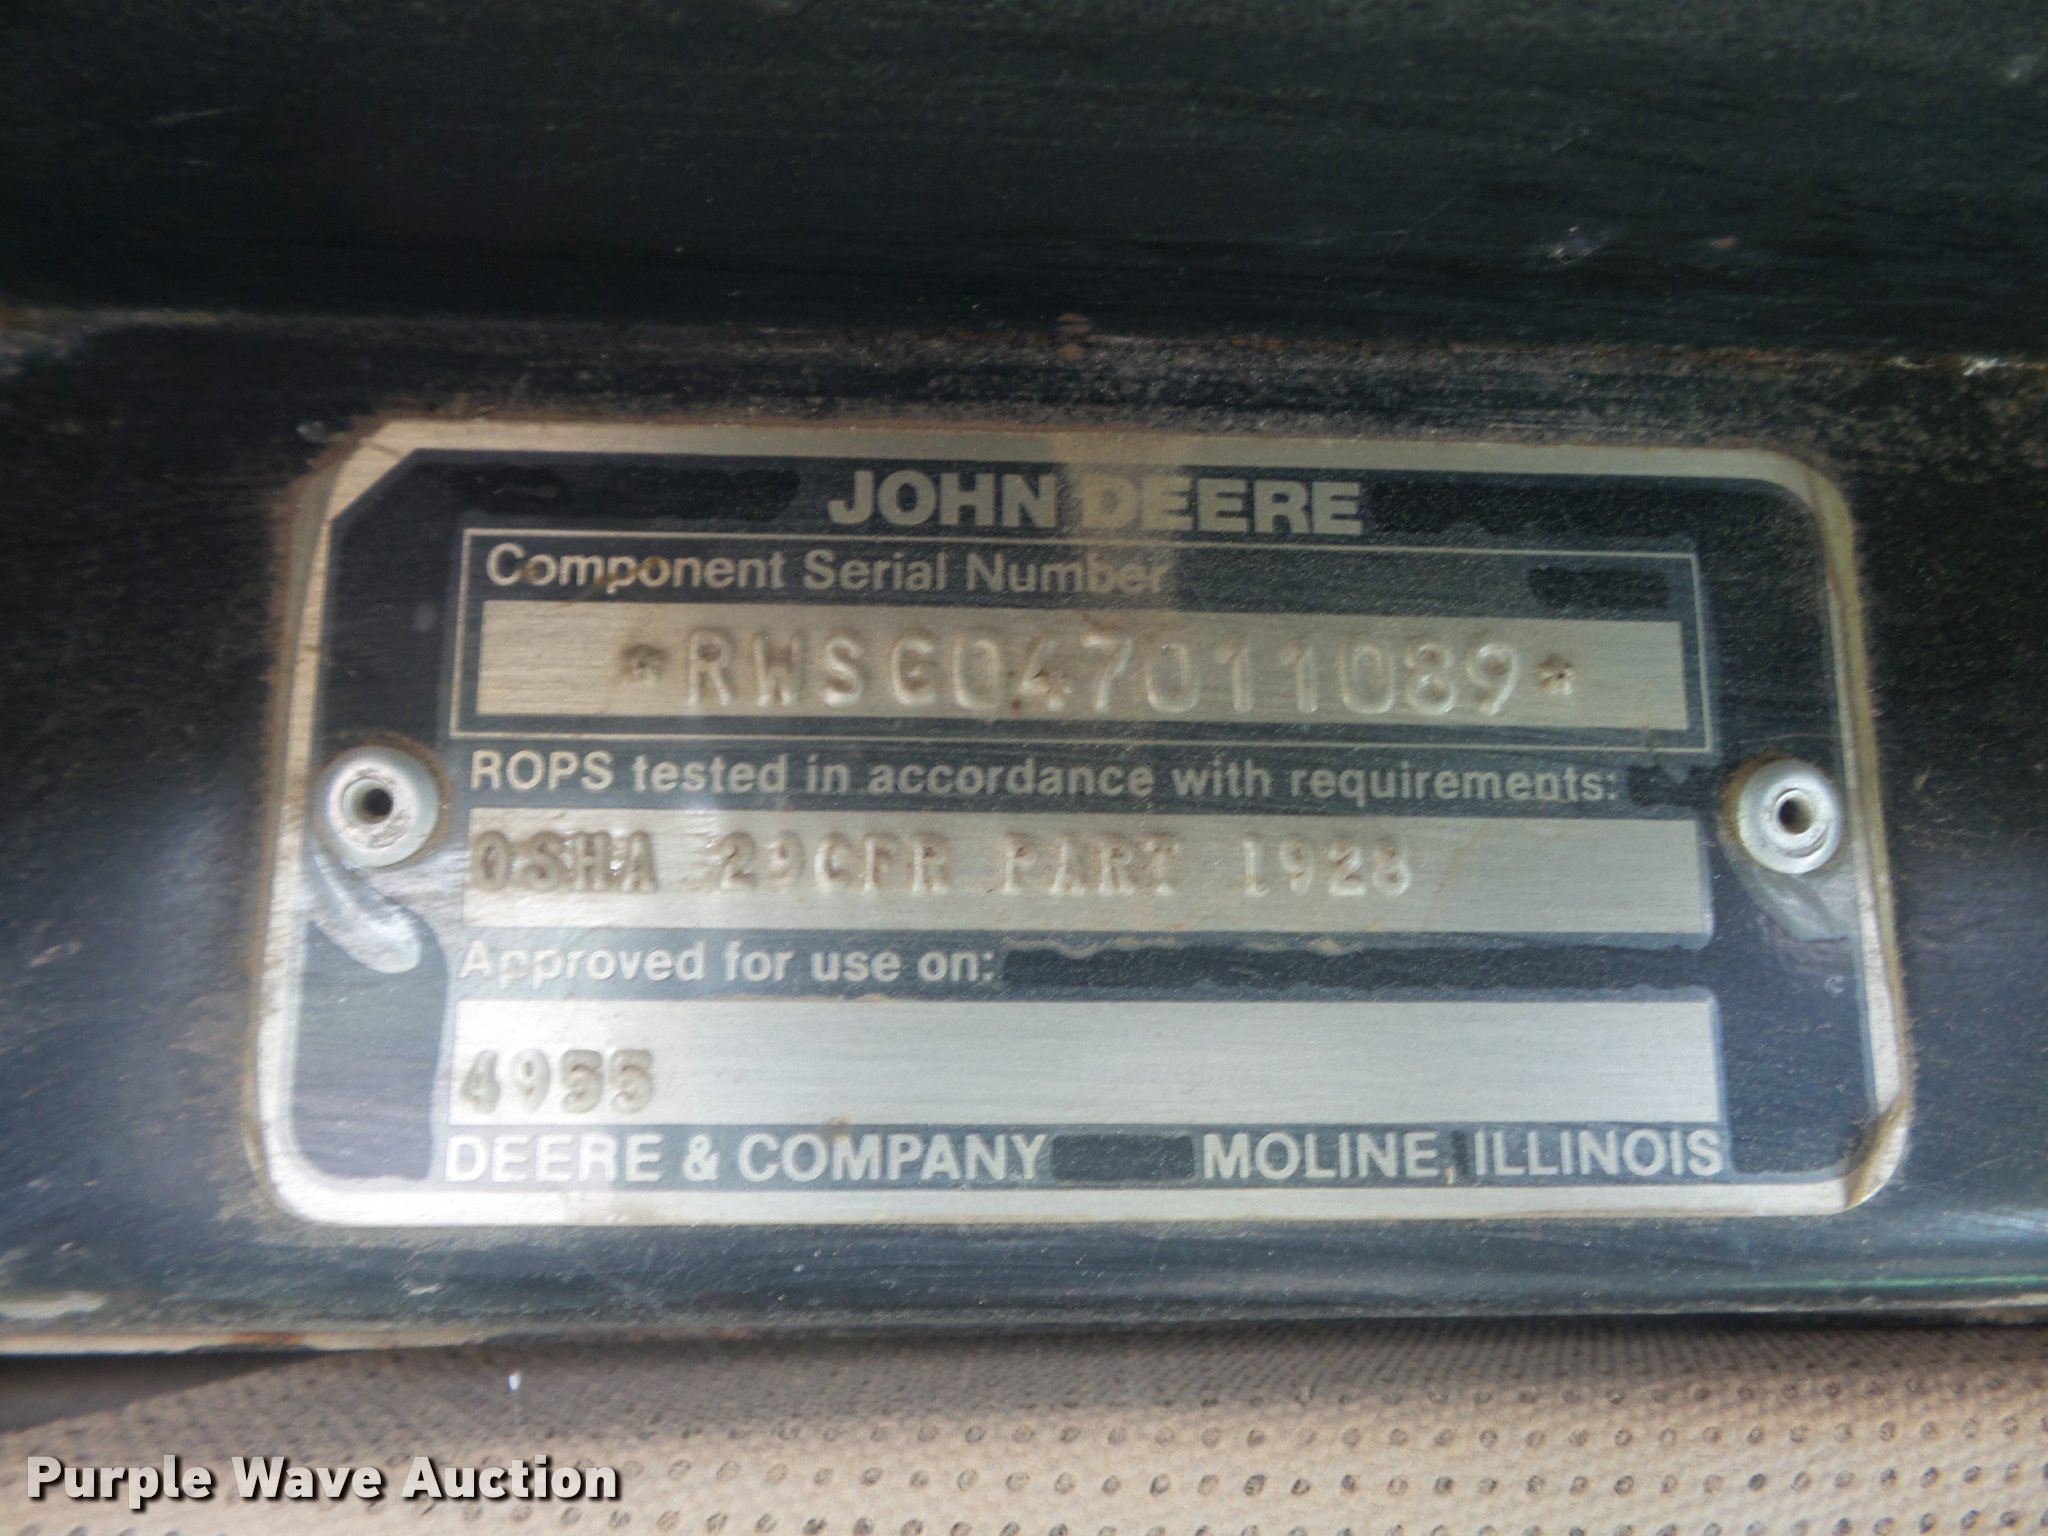 JOHN DEERE
Component Serial Number
*RWSG047011089*
ROPS tested in accordance with requirements:
OSHA 29CFR PART 1928
Approved for use on:
4955
DEERE & COMPANY MOLINE, ILLINOIS
Purple Wave Auction